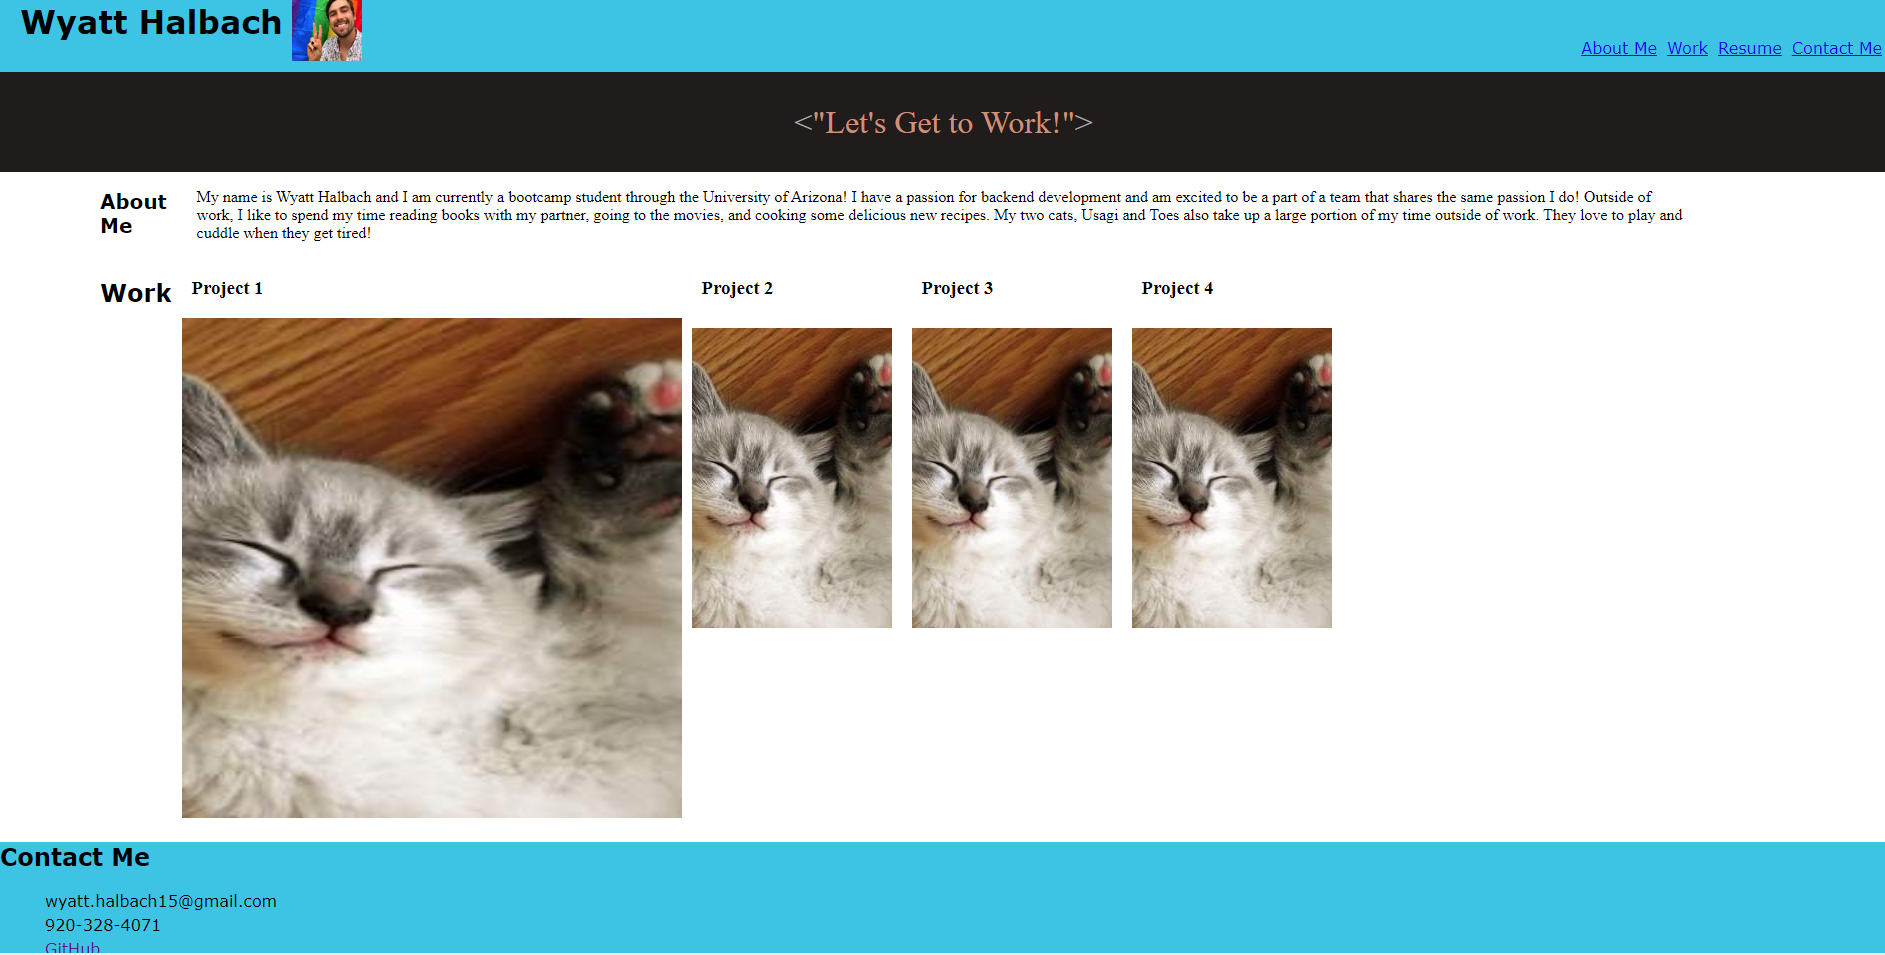 Wyatt Halbach
About Me Work Resume Contact Me
<"Let's Get to Work!">
About
Me
My name is Wyatt Halbach and I am currently a bootcamp student through the University of Arizona! I have a passion for backend development and am excited to be a part of a team that shares the same passion I do! Outside of
work, I like to spend my time reading books with my partner, going to the movies, and cooking some delicious new recipes. My two cats, Usagi and Toes also take up a large portion of my time outside of work. They love to play and
cuddle when they get tired!
Work
Project 1
Project 2
Project 3
Project 4
Contact Me
wyatt.halbach15@gmail.com
920-328-4071
GitHub